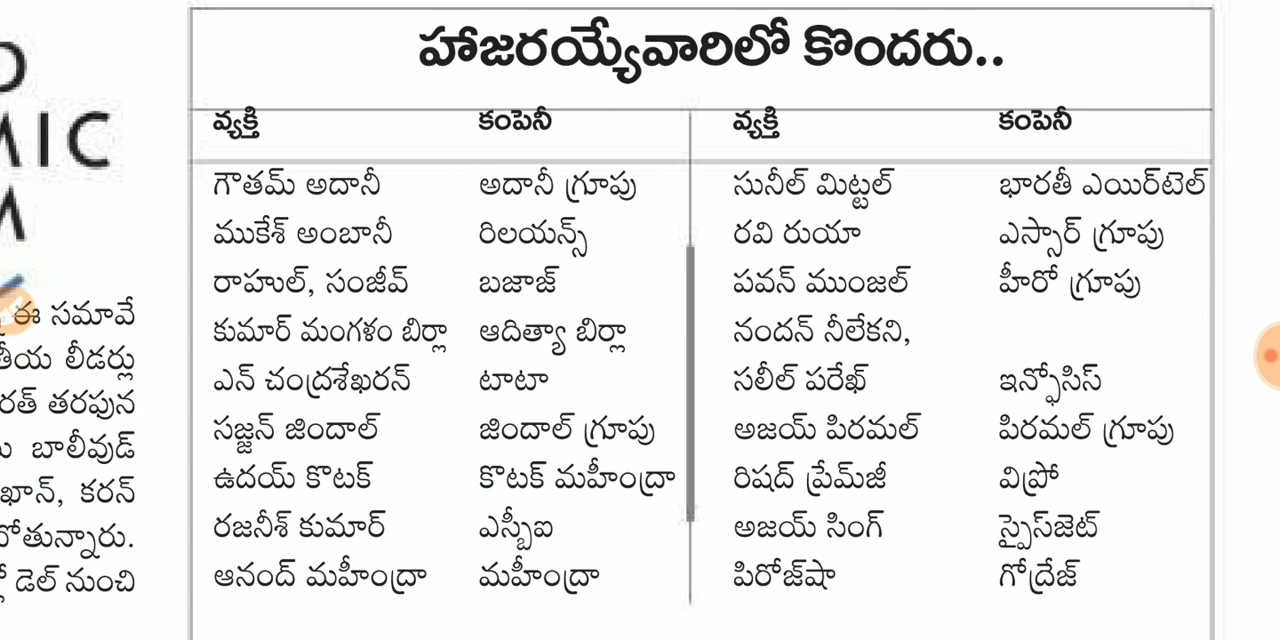 హాజరయ్యేవారిలో కొందరు..
వ్యక్తి కంపెనీ వ్యక్తి కంపెనీ
గౌతమ్ అదానీ అదానీ గ్రూపు సునీల్ మిట్టల్ భారతీ ఎయిర్‌టెల్
ముకేశ్ అంబానీ రిలయన్స్ రవి రుయా ఎస్సార్ గ్రూపు
రాహుల్, సంజీవ్ బజాజ్ పవన్ ముంజల్ హీరో గ్రూపు
కుమార్ మంగళం బిర్లా ఆదిత్యా బిర్లా నందన్ నీలేకని,
ఎన్ చంద్రశేఖరన్ టాటా సలీల్ పరేఖ్ ఇన్ఫోసిస్
సజ్జన్ జిందాల్ జిందాల్ గ్రూపు అజయ్ పిరమల్ పిరమల్ గ్రూపు
ఉదయ్ కొటక్ కొటక్ మహీంద్రా రిషద్ ప్రేమ్‌జీ విప్రో
రజనీశ్ కుమార్ ఎస్బీఐ అజయ్ సింగ్ స్పైస్‌జెట్
ఆనంద్ మహీంద్రా మహీంద్రా పిరోజ్‌షా గోద్రేజ్
MIC
ఈ సమావే
తీయ లీడర్లు
రత్ తరఫున
బాలీవుడ్
ఖాన్, కరన్
పోతున్నారు.
డెల్ నుంచి